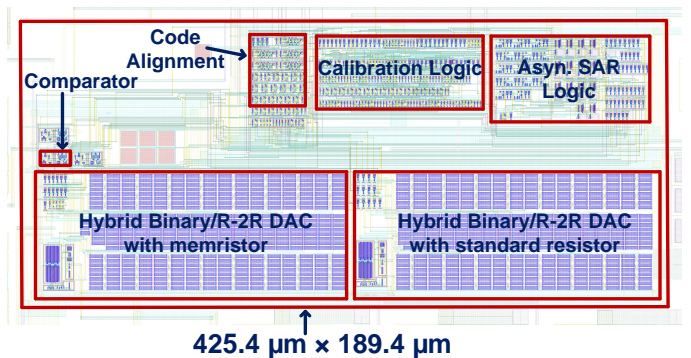 Code
Alignment
Comparator
Calibration Logic
Asyn. SAR
Logic
Hybrid Binary/R-2R DAC
with memristor
Hybrid Binary/R-2R DAC
with standard resistor
425.4 µm × 189.4 µm